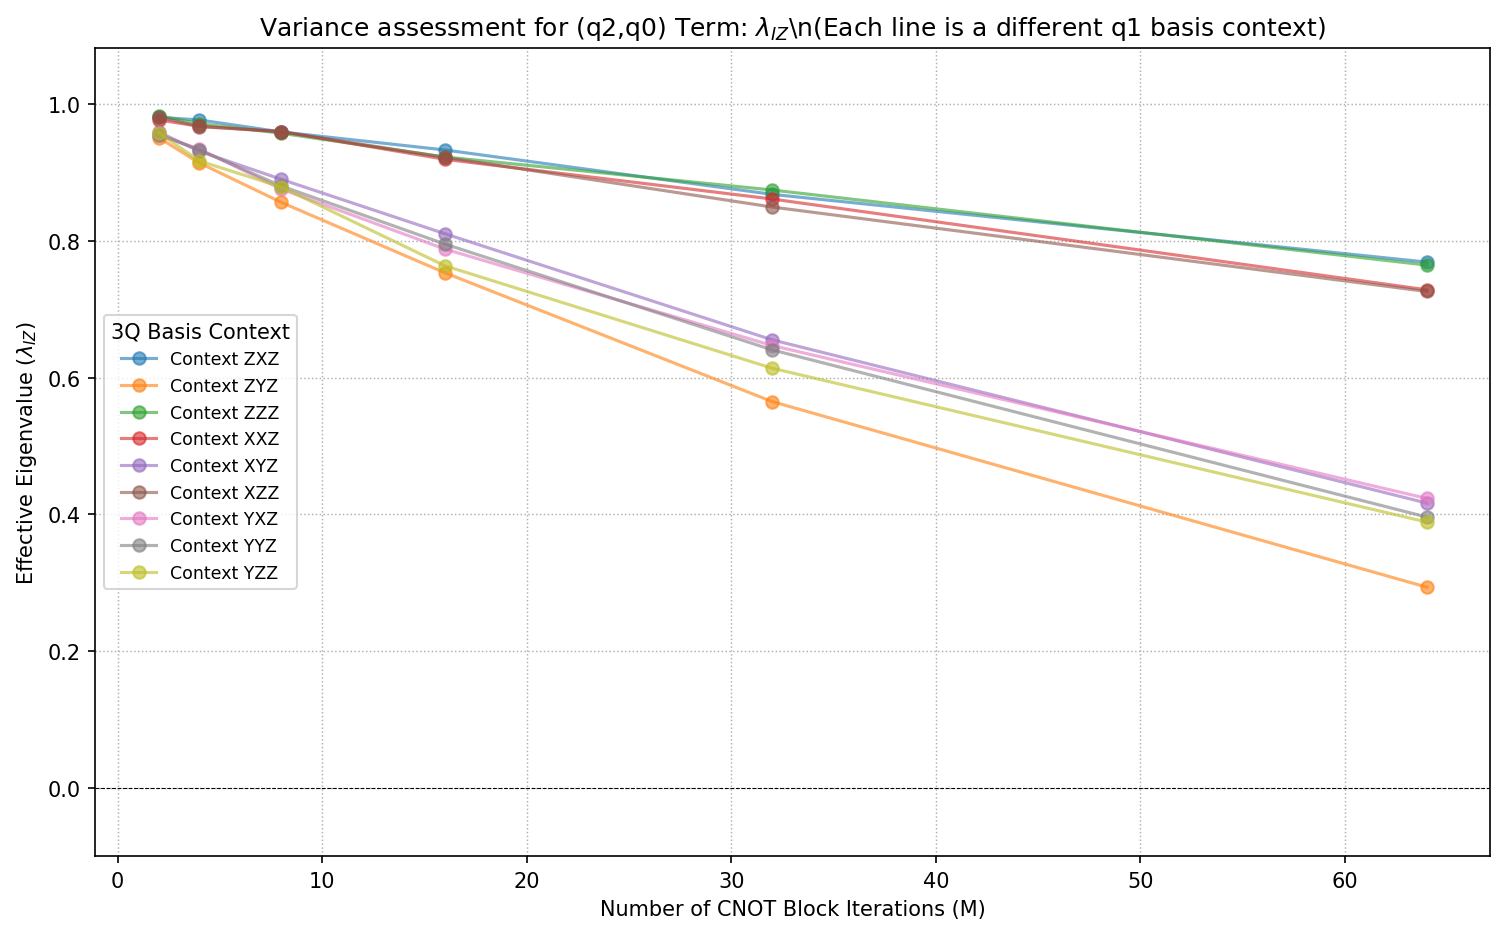 Variance assessment for (q2,q0) Term: λ_IZ\n(Each line is a different q1 basis context)
Effective Eigenvalue (λ_IZ)
1.0
0.8
0.6
0.4
0.2
0.0
3Q Basis Context
Context ZXZ
Context ZYZ
Context ZZZ
Context XXZ
Context XYZ
Context XZZ
Context YXZ
Context YYZ
Context YZZ
0 10 20 30 40 50 60
Number of CNOT Block Iterations (M)